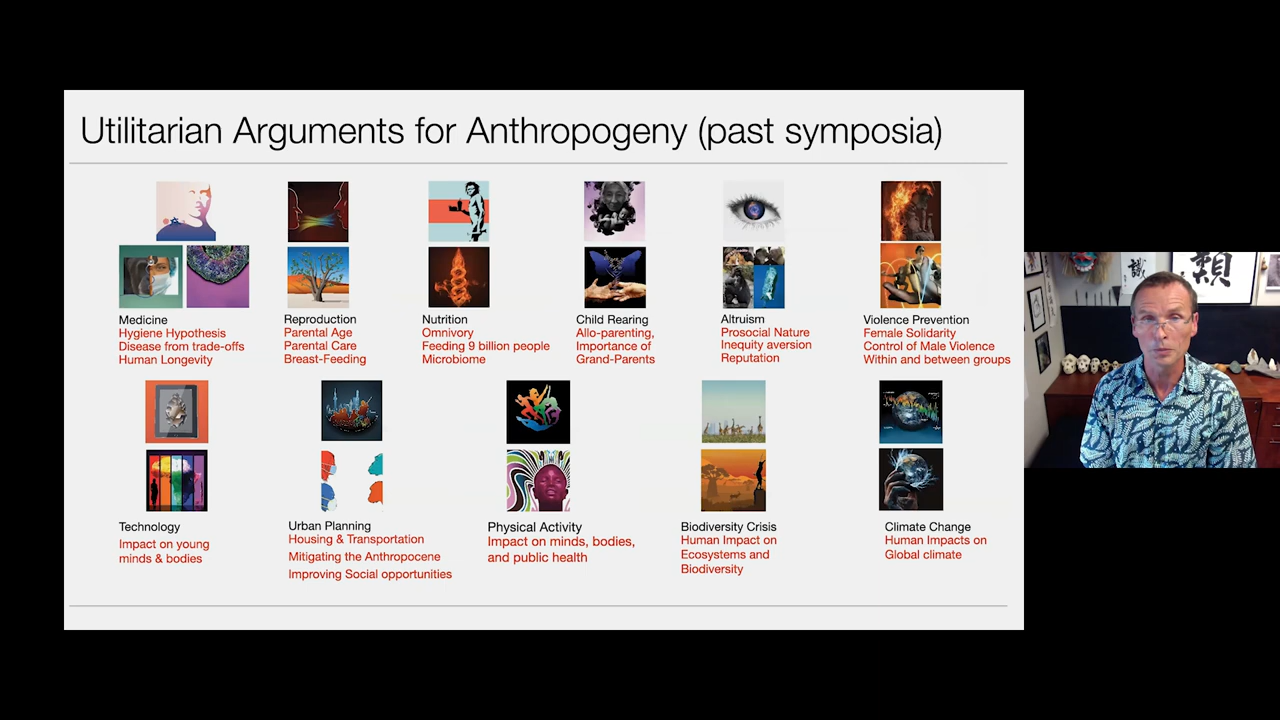 Utilitarian Arguments for Anthropogeny (past symposia)
Medicine
Hygiene Hypothesis
Disease from trade-offs
Human Longevity
Reproduction
Parental Age
Parental Care
Breast-Feeding
Nutrition
Omnivory
Feeding 9 billion people
Microbiome
Child Rearing
Allo-parenting,
Importance of
Grand-Parents
Altruism
Prosocial Nature
Inequity aversion
Reputation
Violence Prevention
Female Solidarity
Control of Male Violence
Within and between groups
Technology
Impact on young
minds & bodies
Urban Planning
Housing & Transportation
Mitigating the Anthropocene
Improving Social opportunities
Physical Activity
Impact on minds, bodies,
and public health
Biodiversity Crisis
Human Impact on
Ecosystems and
Biodiversity
Climate Change
Human Impacts on
Global climate